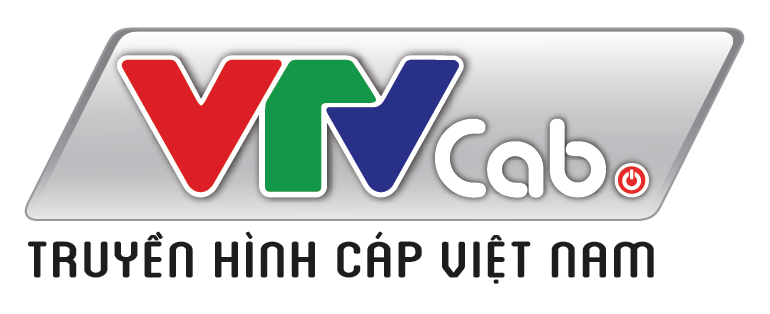 VTVCab
TRUYỀN HÌNH CÁP VIỆT NAM